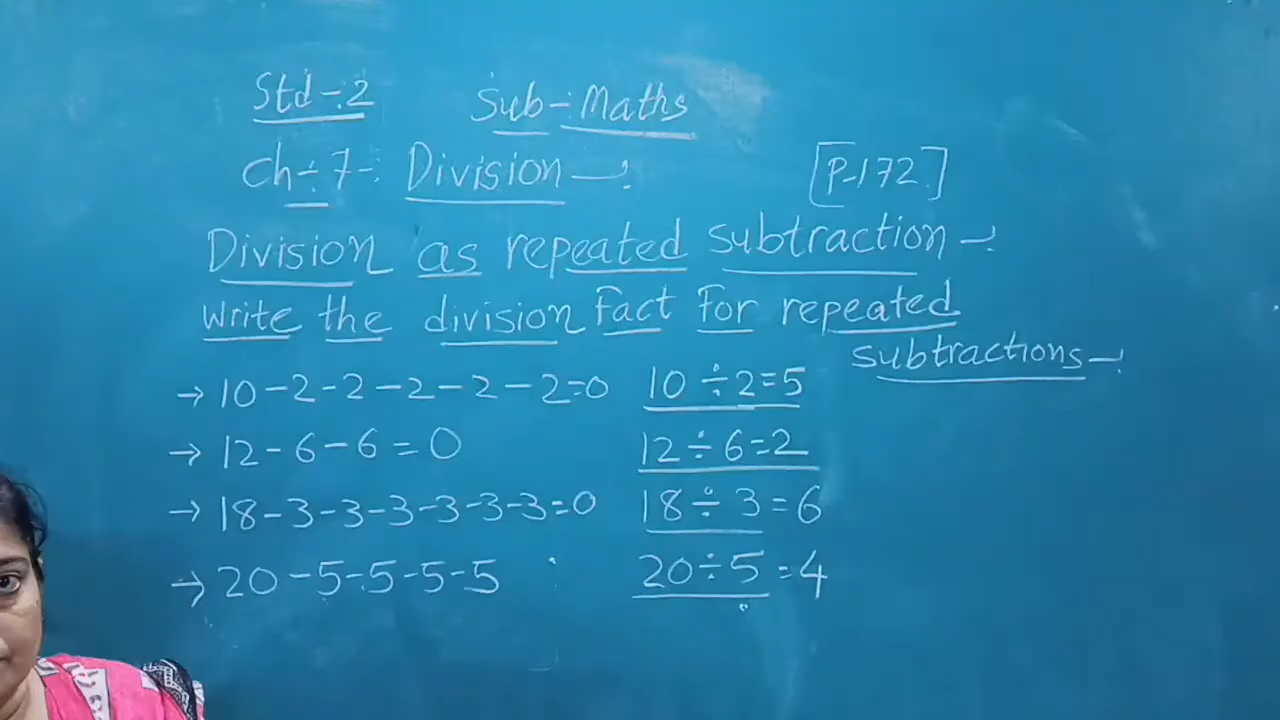 Std-2 Sub-Maths
Ch-7- Division [P-172]
Division as repeated subtraction-
Write the division Fact For repeated
subtractions-
→ 10-2-2-2-2-2=0 10÷2=5
→ 12-6-6=0 12÷6=2
→ 18-3-3-3-3-3-3=0 18÷3=6
→ 20-5-5-5-5 20÷5=4